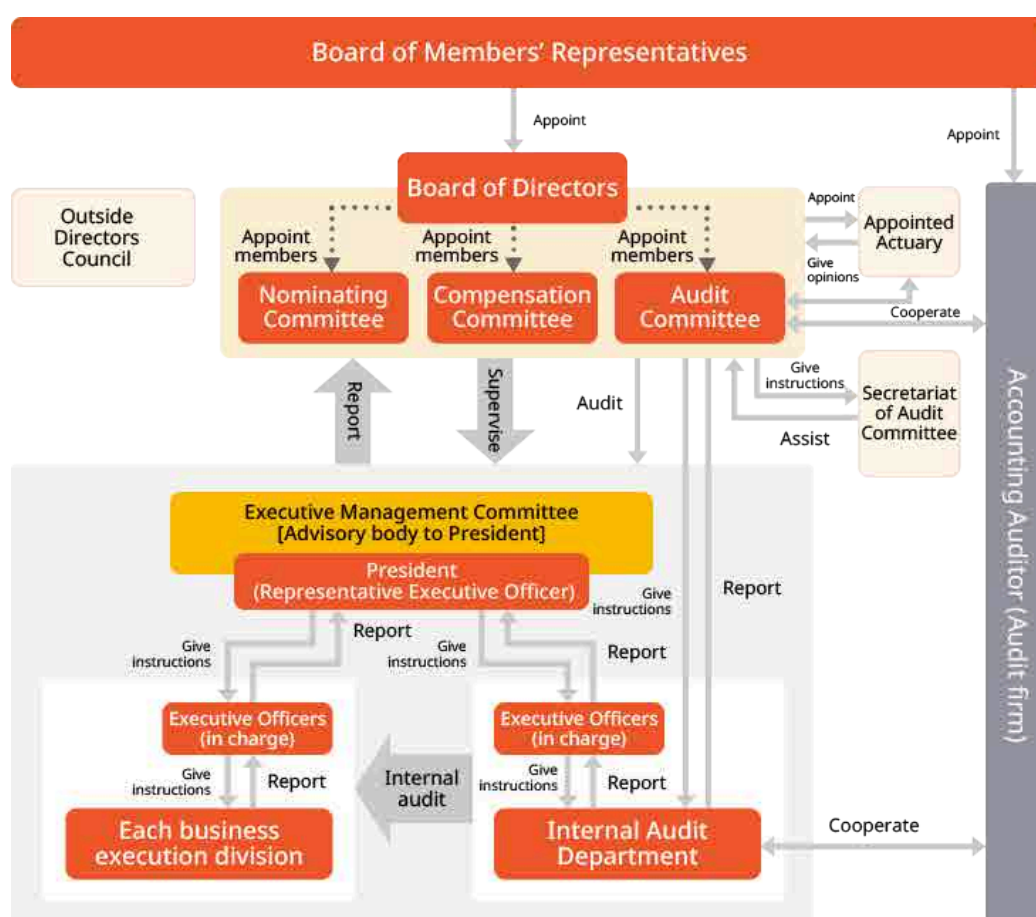 Board of Members' Representatives
Appoint
Appoint
Board of Directors
Outside
Directors
Council
Appoint
members
Appoint
members
Appoint
members
Appoint
Appointed
Actuary
Give
opinions
Nominating
Committee
Compensation
Committee
Audit
Committee
Cooperate
Report
Supervise
Audit
Give
instructions
Assist
Secretariat
of Audit
Committee
Accounting Auditor (Audit firm)
Executive Management Committee
[Advisory body to President]
President
(Representative Executive Officer)
Give
instructions
Report
Give
instructions
Report
Give
instructions
Report
Executive Officers
(in charge)
Executive Officers
(in charge)
Give
instructions
Report
Internal
audit
Give
instructions
Report
Each business
execution division
Internal Audit
Department
Cooperate